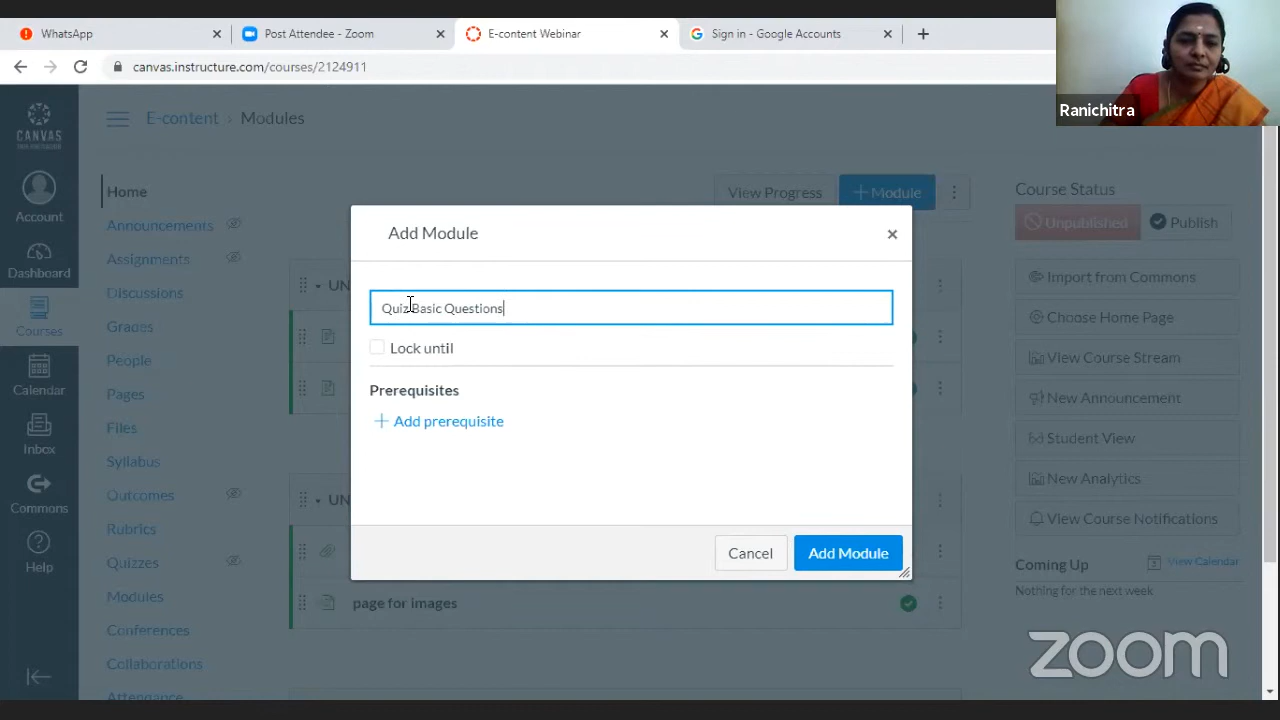 WhatsApp
Post Attendee - Zoom
E-content Webinar
Sign in - Google Accounts
canvas.instructure.com/courses/2124911
Ranichitra
CANVAS
Account
Dashboard
Courses
Calendar
Inbox
Commons
Help
E-content › Modules
Home
Announcements
Assignments
Discussions
Grades
People
Pages
Files
Syllabus
Outcomes
Rubrics
Quizzes
Modules
Conferences
Collaborations
Attendance
View Progress
+ Module
UN
UN
page for images
Add Module
Quiz Basic Questions
Lock until
Prerequisites
+ Add prerequisite
Cancel
Add Module
Course Status
Unpublished
Publish
Import from Commons
Choose Home Page
View Course Stream
New Announcement
Student View
New Analytics
View Course Notifications
Coming Up
View Calendar
Nothing for the next week
zoom